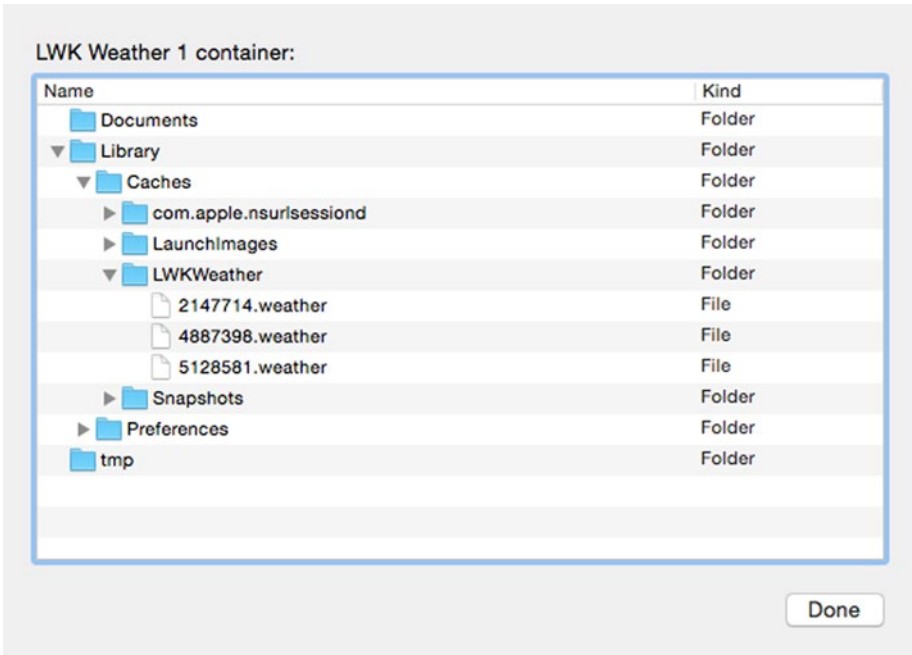 LWK Weather 1 container:
Name Kind
Documents Folder
Library Folder
Caches Folder
com.apple.nsurlsessiond Folder
LaunchImages Folder
LWKWeather Folder
2147714.weather File
4887398.weather File
5128581.weather File
Snapshots Folder
Preferences Folder
tmp Folder
Done